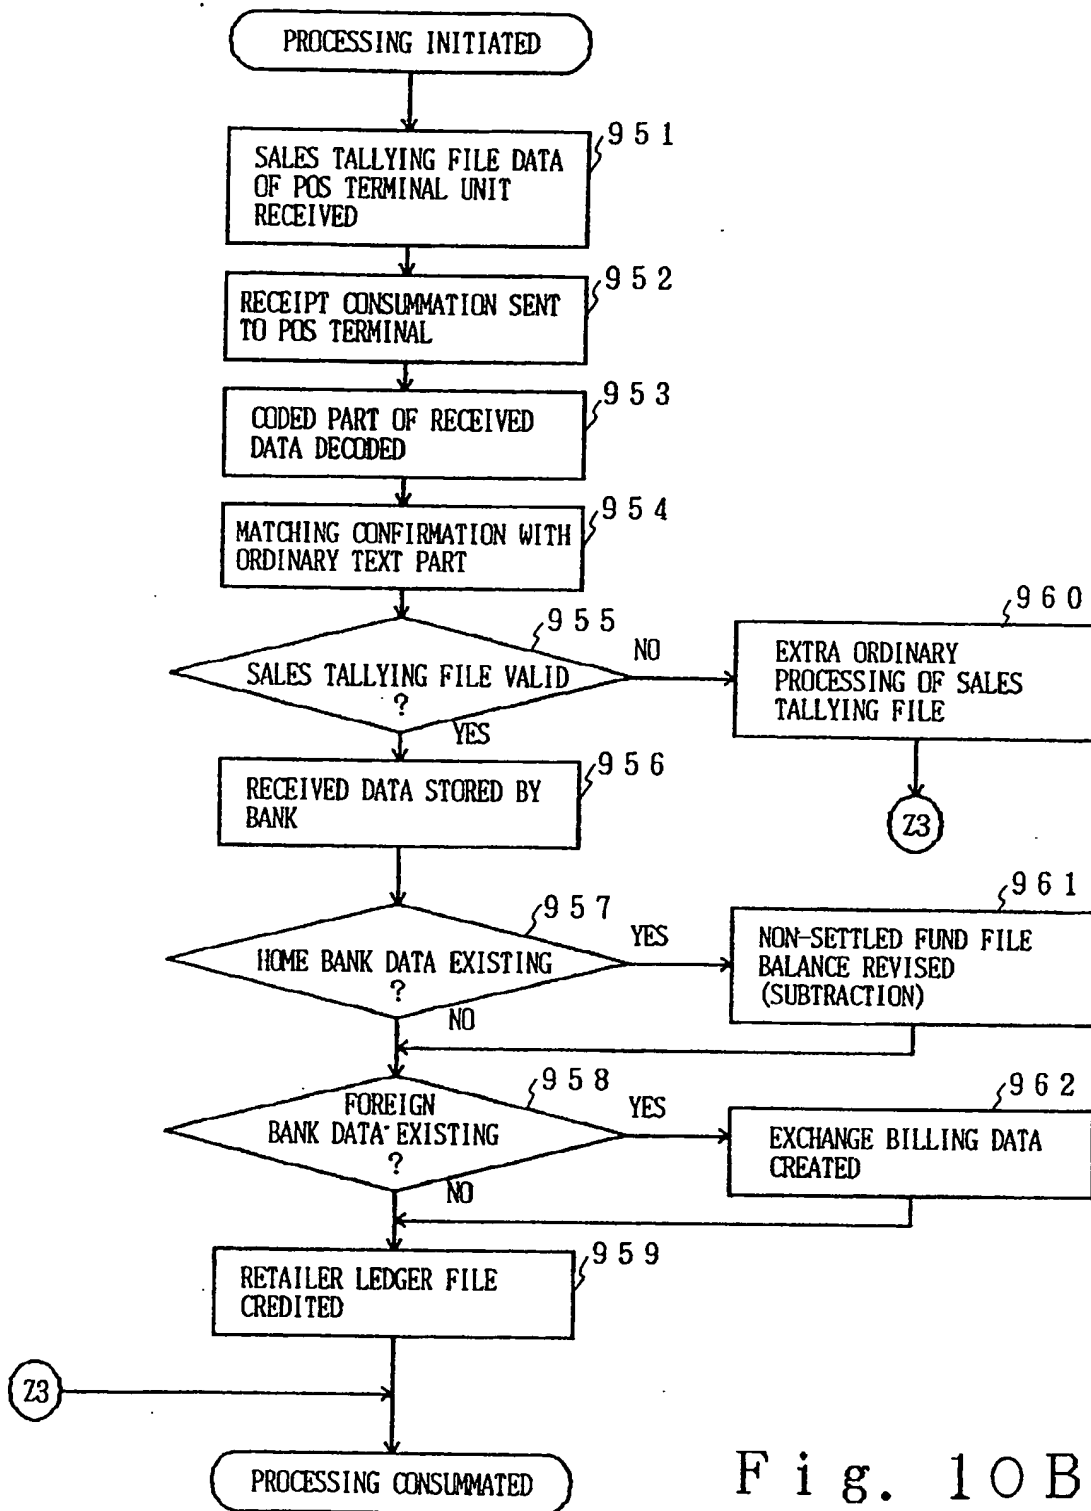 PROCESSING INITIATED
951
SALES TALLYING FILE DATA
OF POS TERMINAL UNIT
RECEIVED
952
RECEIPT CONSUMMATION SENT
TO POS TERMINAL
953
CODED PART OF RECEIVED
DATA DECODED
954
MATCHING CONFIRMATION WITH
ORDINARY TEXT PART
955
SALES TALLYING FILE VALID
?
NO
YES
960
EXTRA ORDINARY
PROCESSING OF SALES
TALLYING FILE
Z3
956
RECEIVED DATA STORED BY
BANK
957
HOME BANK DATA EXISTING
?
YES
NO
961
NON-SETTLED FUND FILE
BALANCE REVISED
(SUBTRACTION)
958
FOREIGN
BANK DATA EXISTING
?
YES
NO
962
EXCHANGE BILLING DATA
CREATED
959
RETAILER LEDGER FILE
CREDITED
Z3
PROCESSING CONSUMMATED
Fig. 10B